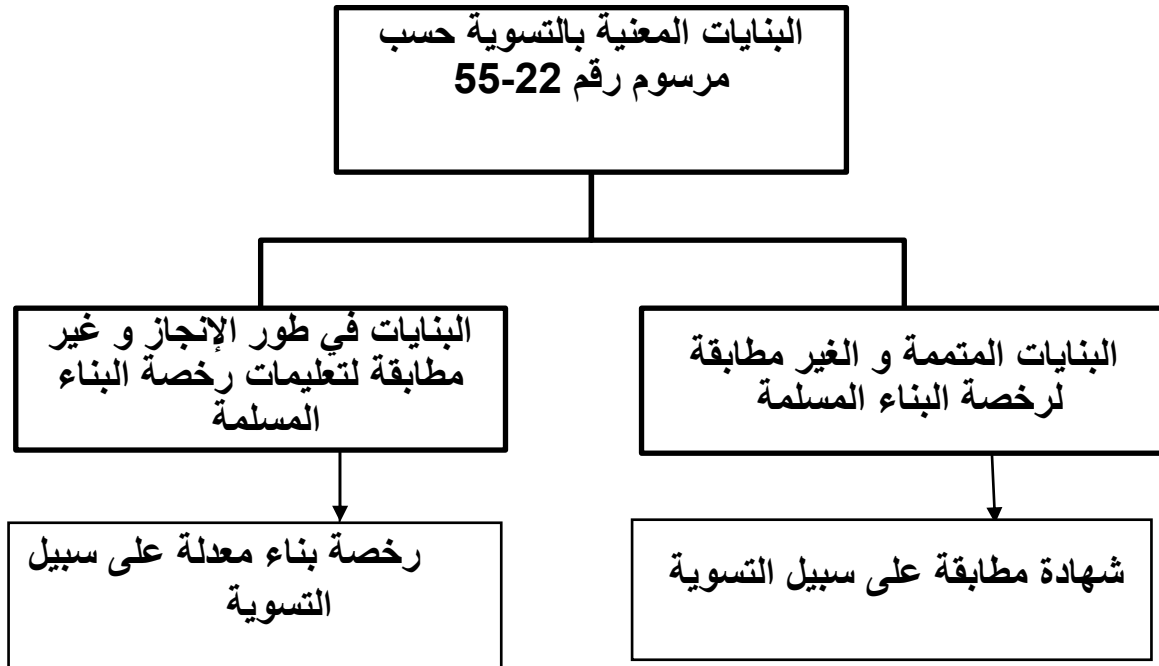 البنايات المعنية بالتسوية حسب
مرسوم رقم 22-55
البنايات المتممة و الغير مطابقة
لرخصة البناء المسلمة
البنايات في طور الإنجاز و غير
مطابقة لتعليمات رخصة البناء
المسلمة
شهادة مطابقة على سبيل التسوية
رخصة بناء معدلة على سبيل
التسوية